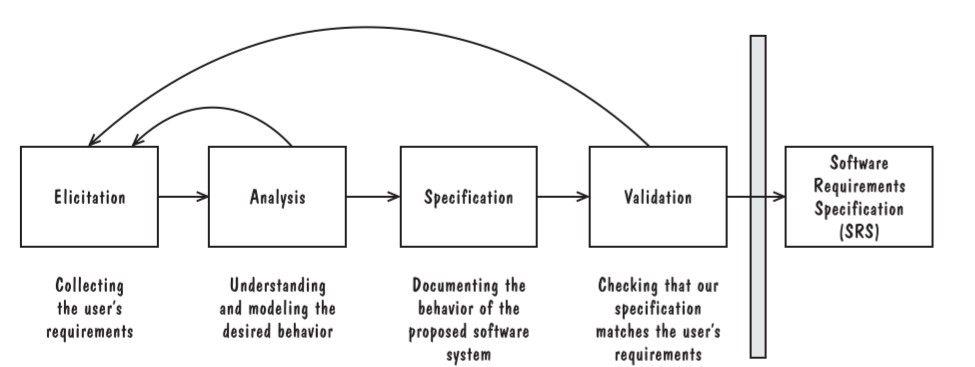 Elicitation
Analysis
Specification
Validation
Software
Requirements
Specification
(SRS)
Collecting
the user's
requirements
Understanding
and modeling the
desired behavior
Documenting the
behavior of the
proposed software
system
Checking that our
specification
matches the user's
requirements